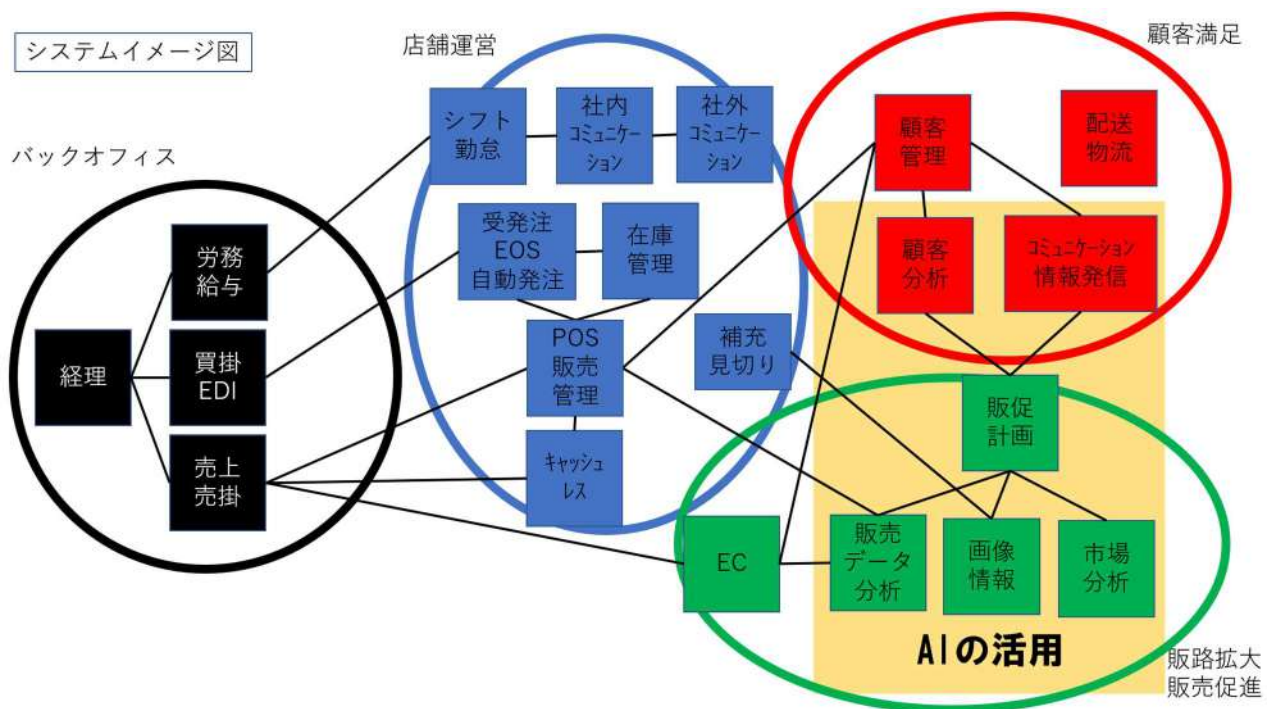 システムイメージ図
店舗運営
顧客満足
バックオフィス
シフト
勤怠
社内
ｺﾐｭﾆｹｰ
ｼｮﾝ
社外
ｺﾐｭﾆｹｰ
ｼｮﾝ
顧客
管理
配送
物流
労務
給与
受発注
EOS
自動発注
在庫
管理
顧客
分析
ｺﾐｭﾆｹｰｼｮﾝ
情報発信
経理
買掛
EDI
POS
販売
管理
補充
見切り
販促
計画
売上
売掛
ｷｬｯｼｭ
ﾚｽ
EC
販売
データ
分析
画像
情報
市場
分析
AIの活用
販路拡大
販売促進